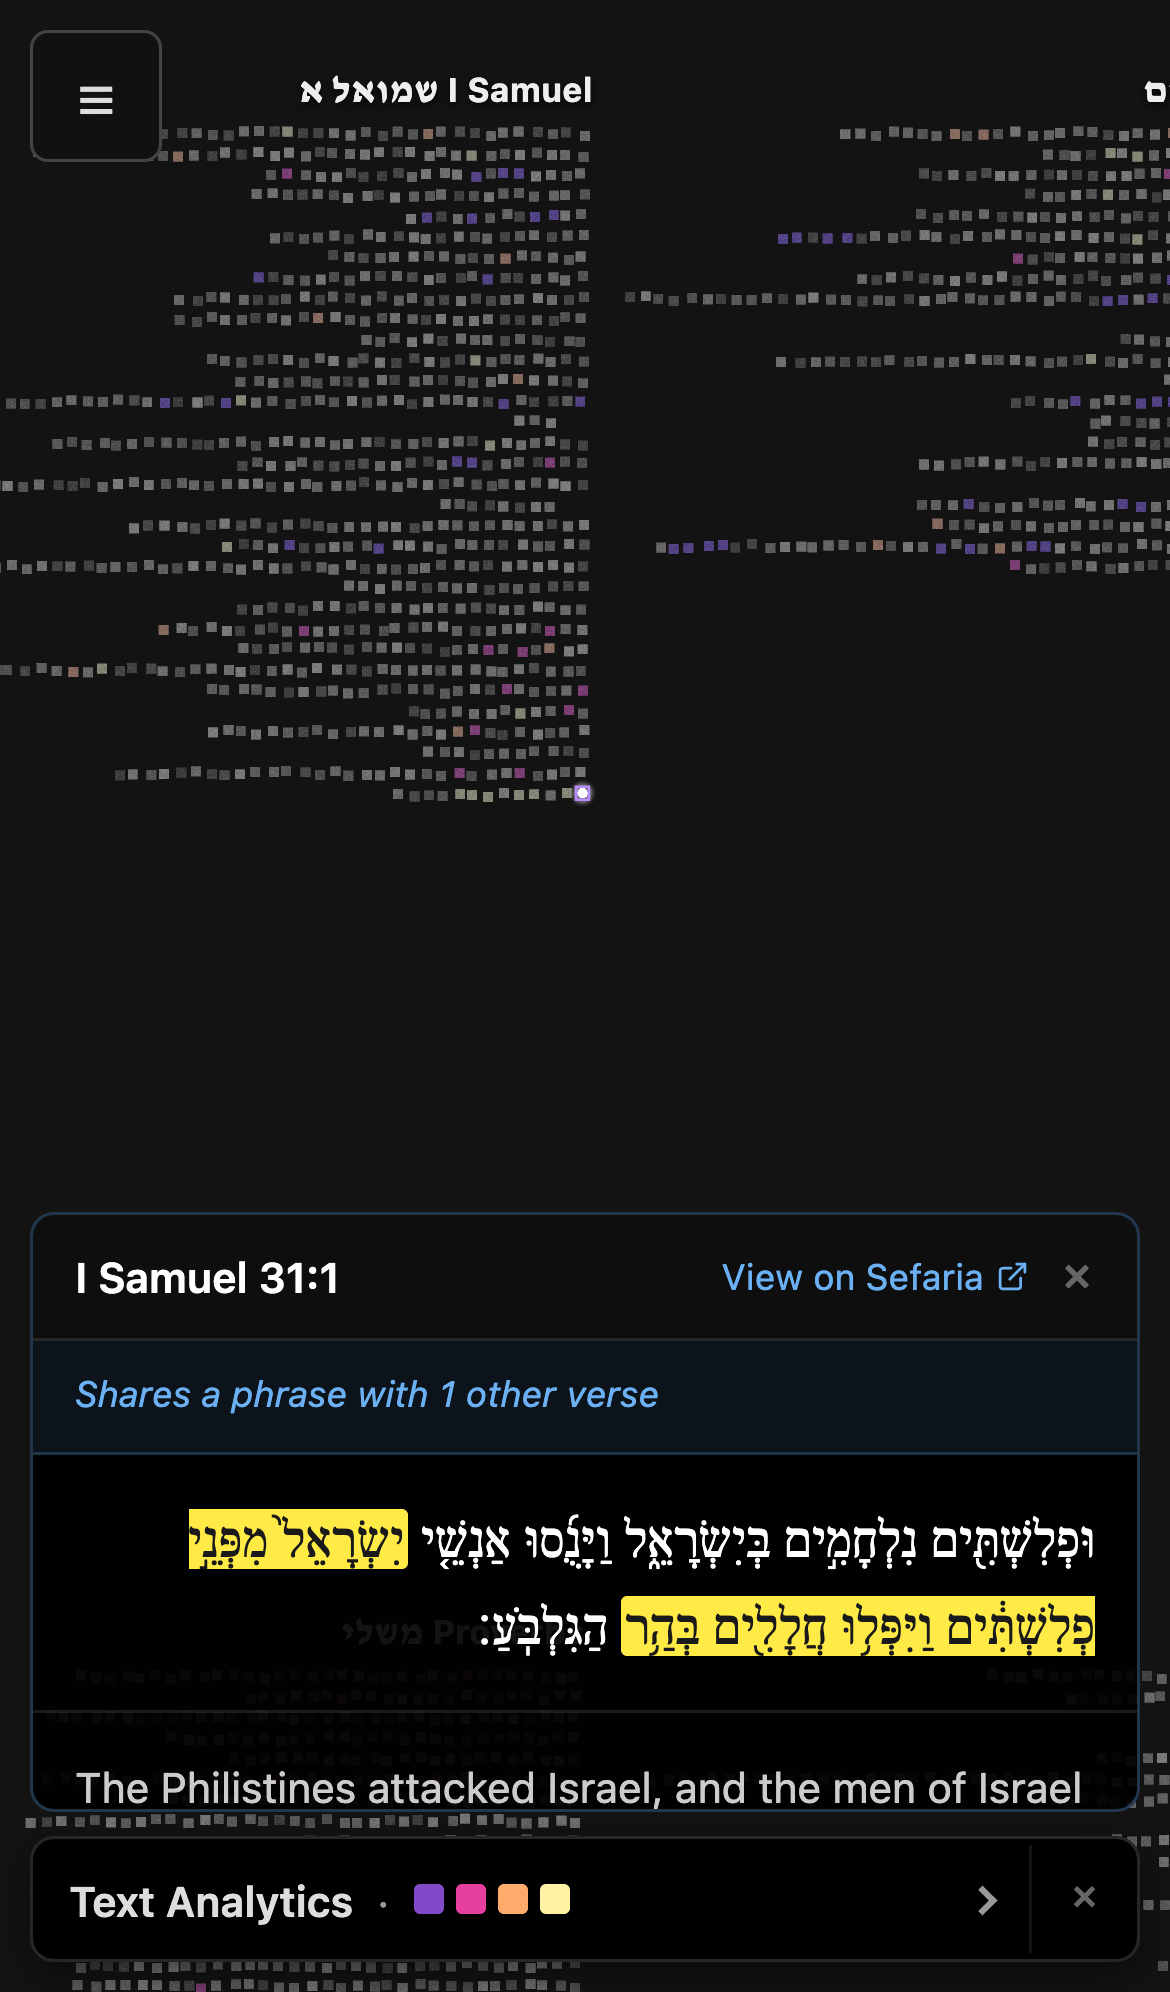 שמואל א I Samuel
I Samuel 31:1
View on Sefaria
Shares a phrase with 1 other verse
וּפְלִשְׁתִּ֖ים נִלְחָמִ֣ים בְּיִשְׂרָאֵ֑ל וַיָּנֻ֜סוּ אַנְשֵׁ֤י יִשְׂרָאֵל֙ מִפְּנֵ֣י
פְלִשְׁתִּ֔ים וַיִּפְּל֥וּ חֲלָלִ֖ים בְּהַ֥ר הַגִּלְבֹּֽעַ׃
משלי
The Philistines attacked Israel, and the men of Israel
Text Analytics ·